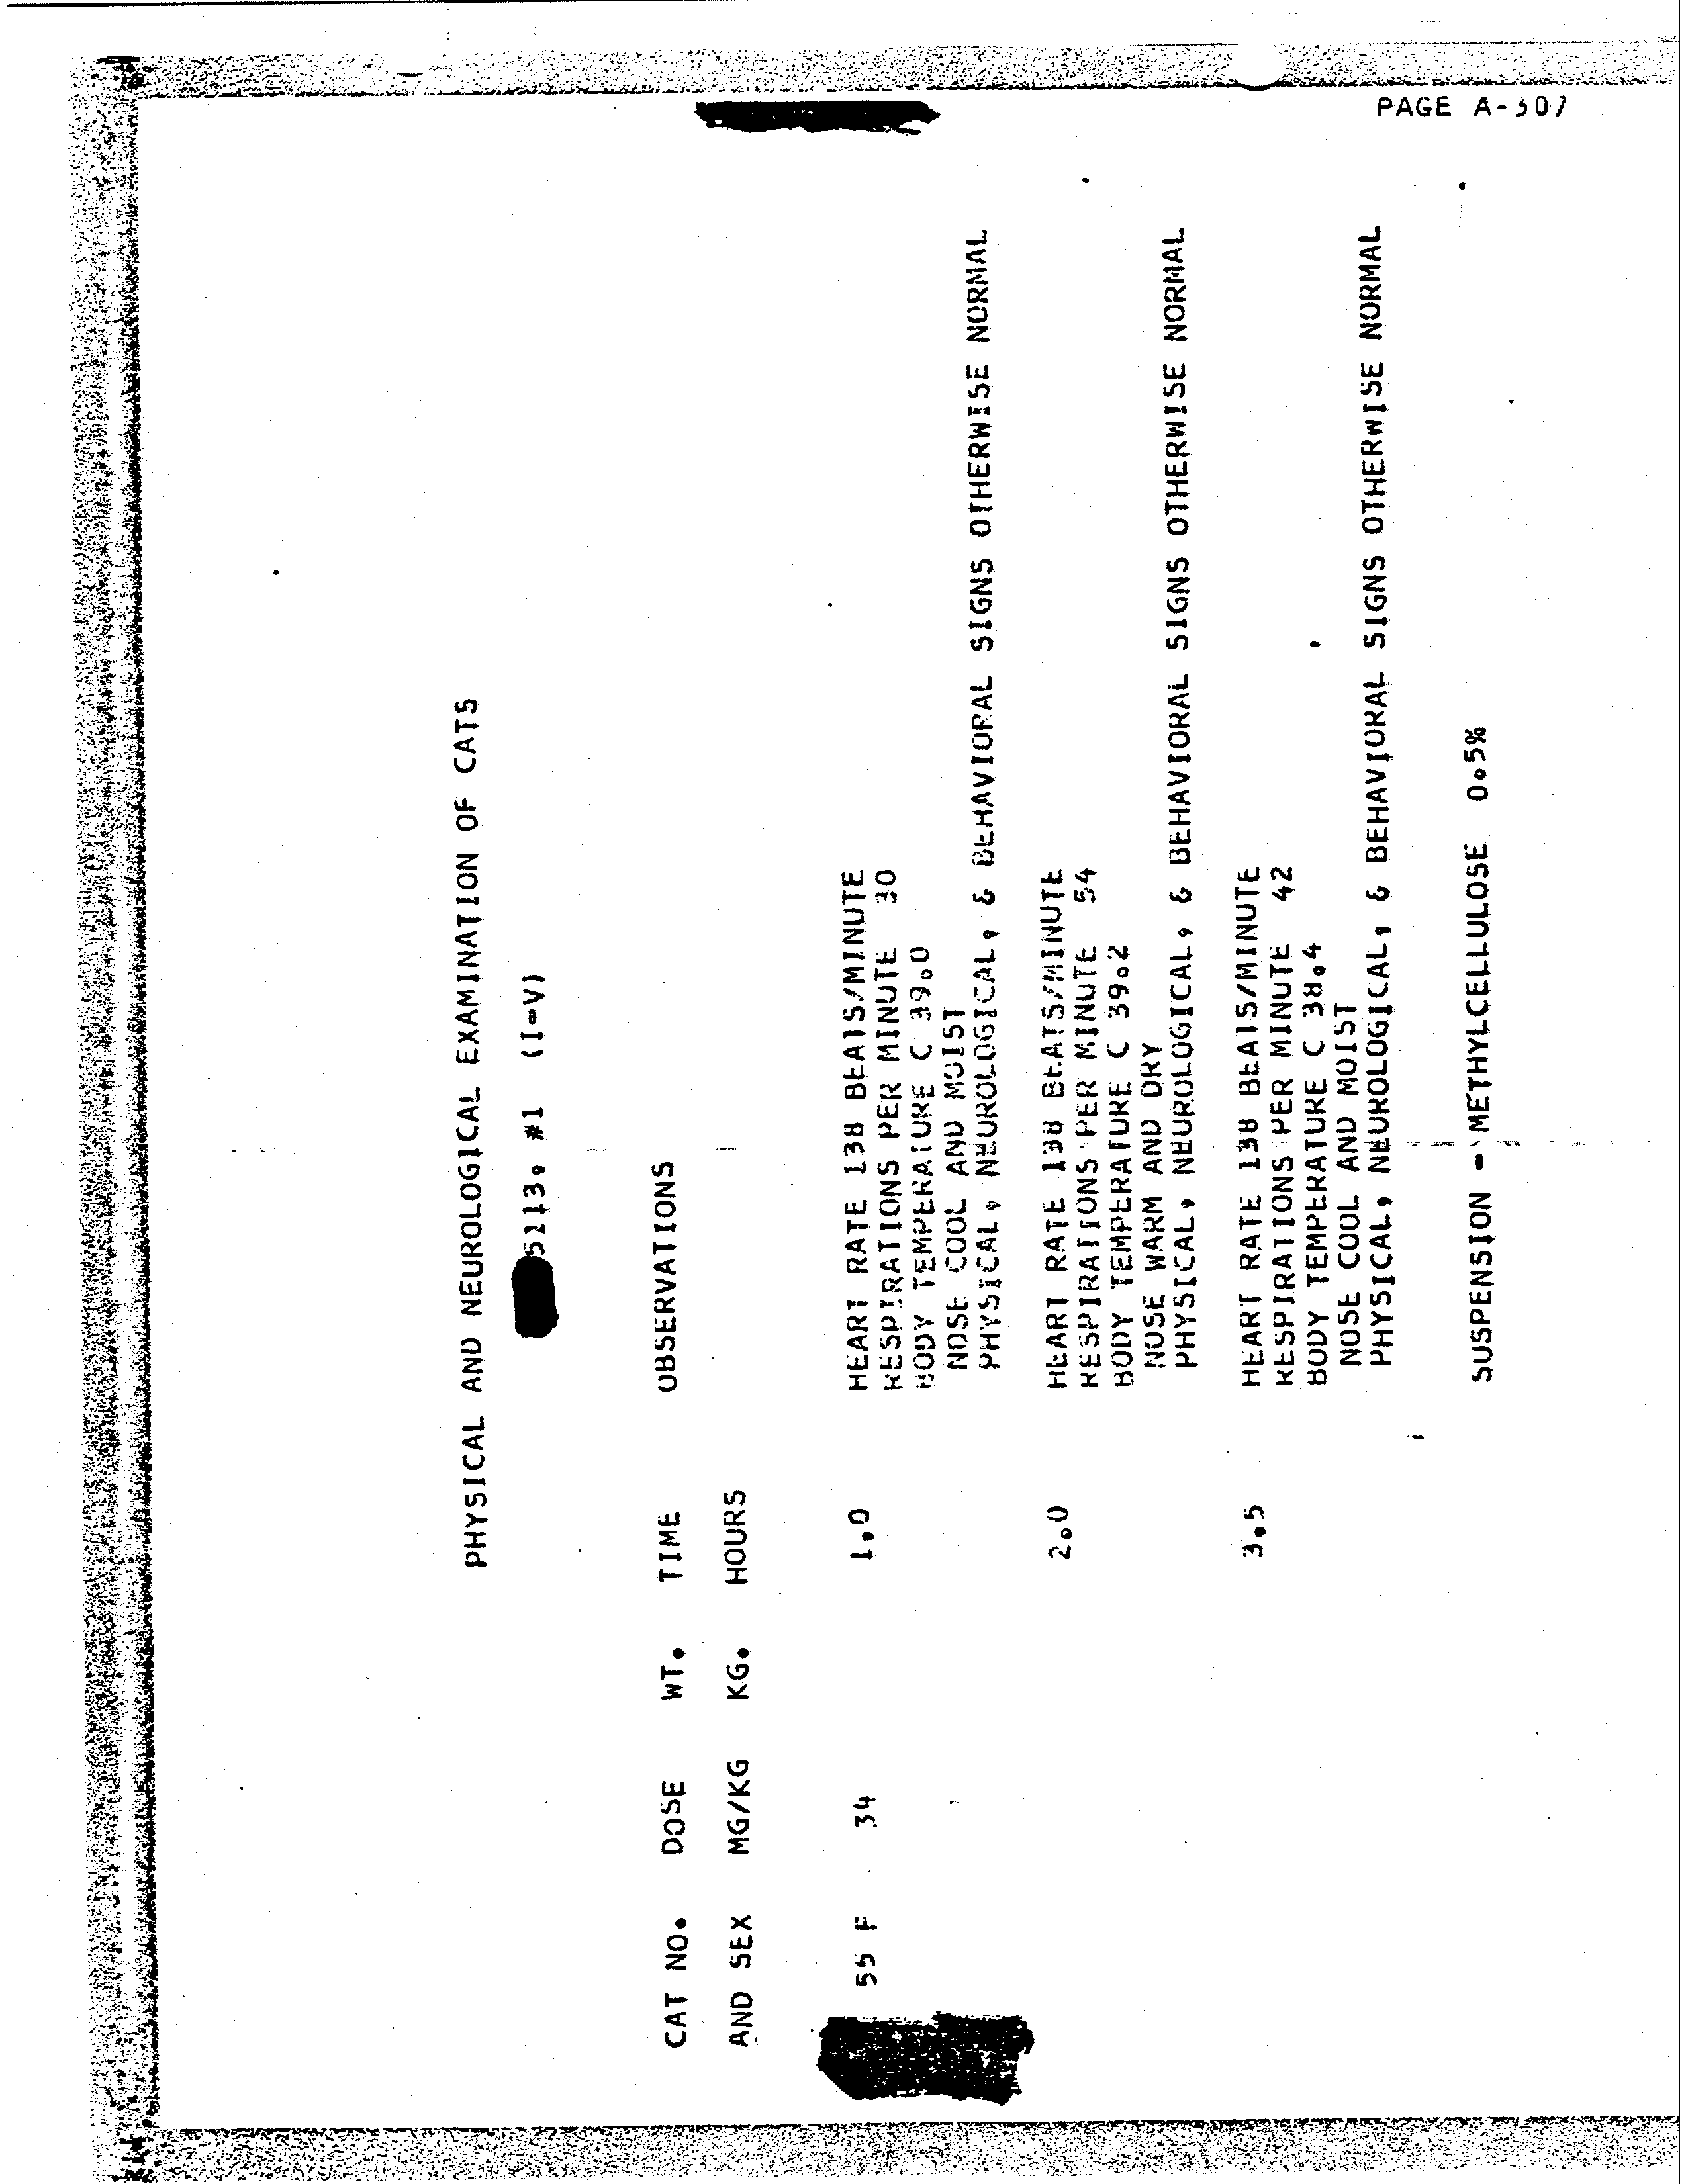 PAGE A-307
PHYSICAL AND NEUROLOGICAL EXAMINATION OF CATS
5113, #1 (I-V)
CAT NO. DOSE WT. TIME OBSERVATIONS
AND SEX MG/KG KG. HOURS
55 F 34 1.0 HEART RATE 138 BEATS/MINUTE
RESPIRATIONS PER MINUTE 30
BODY TEMPERATURE C 39.0
NOSE COOL AND MOIST
PHYSICAL, NEUROLOGICAL, & BEHAVIORAL SIGNS OTHERWISE NORMAL
2.0 HEART RATE 138 BEATS/MINUTE
RESPIRATIONS PER MINUTE 54
BODY TEMPERATURE C 39.2
NOSE WARM AND DRY
PHYSICAL, NEUROLOGICAL, & BEHAVIORAL SIGNS OTHERWISE NORMAL
3.5 HEART RATE 138 BEATS/MINUTE
RESPIRATIONS PER MINUTE 42
BODY TEMPERATURE C 38.4
NOSE COOL AND MOIST
PHYSICAL, NEUROLOGICAL, & BEHAVIORAL SIGNS OTHERWISE NORMAL
SUSPENSION - METHYLCELLULOSE 0.5%